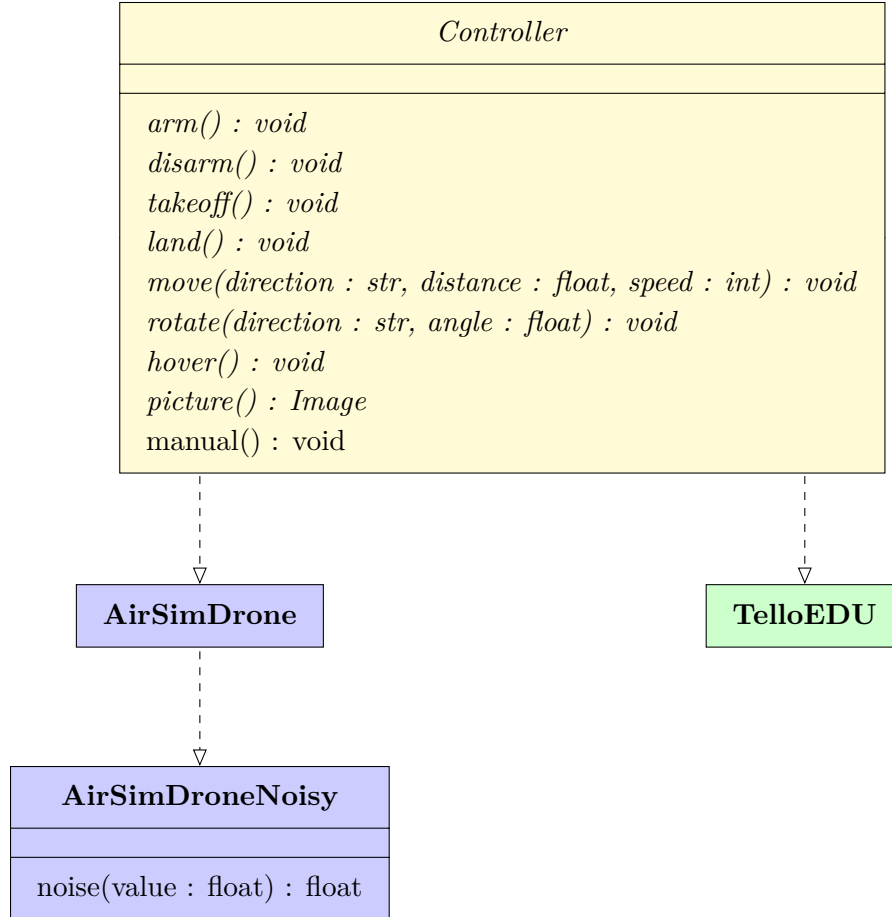 Controller
arm() : void
disarm() : void
takeoff() : void
land() : void
move(direction : str, distance : float, speed : int) : void
rotate(direction : str, angle : float) : void
hover() : void
picture() : Image
manual() : void
AirSimDrone
TelloEDU
AirSimDroneNoisy
noise(value : float) : float